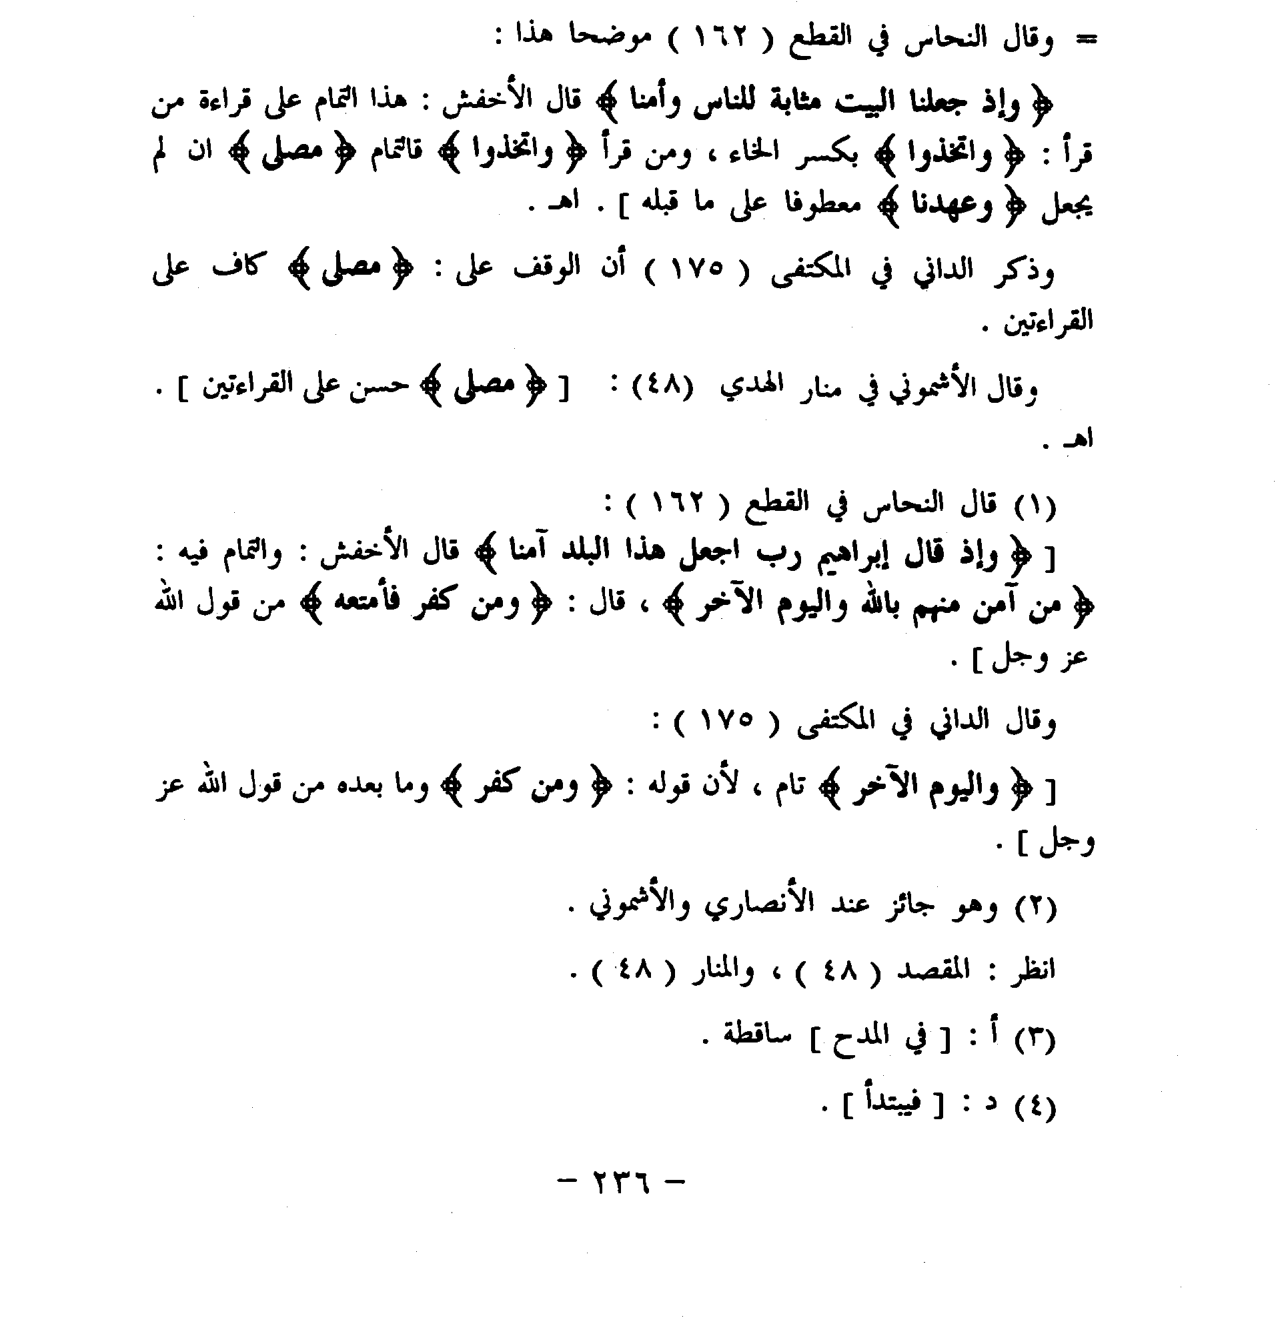 = وقال النحاس في القطع ( ١٦٢ ) موضحا هذا :
﴿ وإذ جعلنا البيت مثابة للناس وأمنا ﴾ قال الأخفش : هذا التمام على قراءة من
قرأ : ﴿ واتخذوا ﴾ بكسر الخاء ، ومن قرأ ﴿ واتخذوا ﴾ قالتمام ﴿ مصلى ﴾ ان لم
يجعل ﴿ وعهدنا ﴾ معطوفا على ما قبله ] . اهـ .
وذكر الداني في المكتفى ( ١٧٥ ) أن الوقف على : ﴿ مصلى ﴾ كاف على
القراءتين .
وقال الأشموني في منار الهدي (٤٨) : [ ﴿ مصلى ﴾ حسن على القراءتين ] .
اهـ .
(١) قال النحاس في القطع ( ١٦٢ ) :
[ ﴿ وإذ قال إبراهيم رب اجعل هذا البلد آمنا ﴾ قال الأخفش : والتمام فيه :
﴿ من آمن منهم بالله واليوم الآخر ﴾ ، قال : ﴿ ومن كفر فأمتعه ﴾ من قول الله
عز وجل ] .
وقال الداني في المكتفى ( ١٧٥ ) :
[ ﴿ واليوم الآخر ﴾ تام ، لأن قوله : ﴿ ومن كفر ﴾ وما بعده من قول الله عز
وجل ] .
(٢) وهو جائز عند الأنصاري والأشموني .
انظر : المقصد ( ٤٨ ) ، والمنار ( ٤٨ ) .
(٣) أ : [ في المدح ] ساقطة .
(٤) د : [ فيبتدأ ] .
− ٢٣٦ −